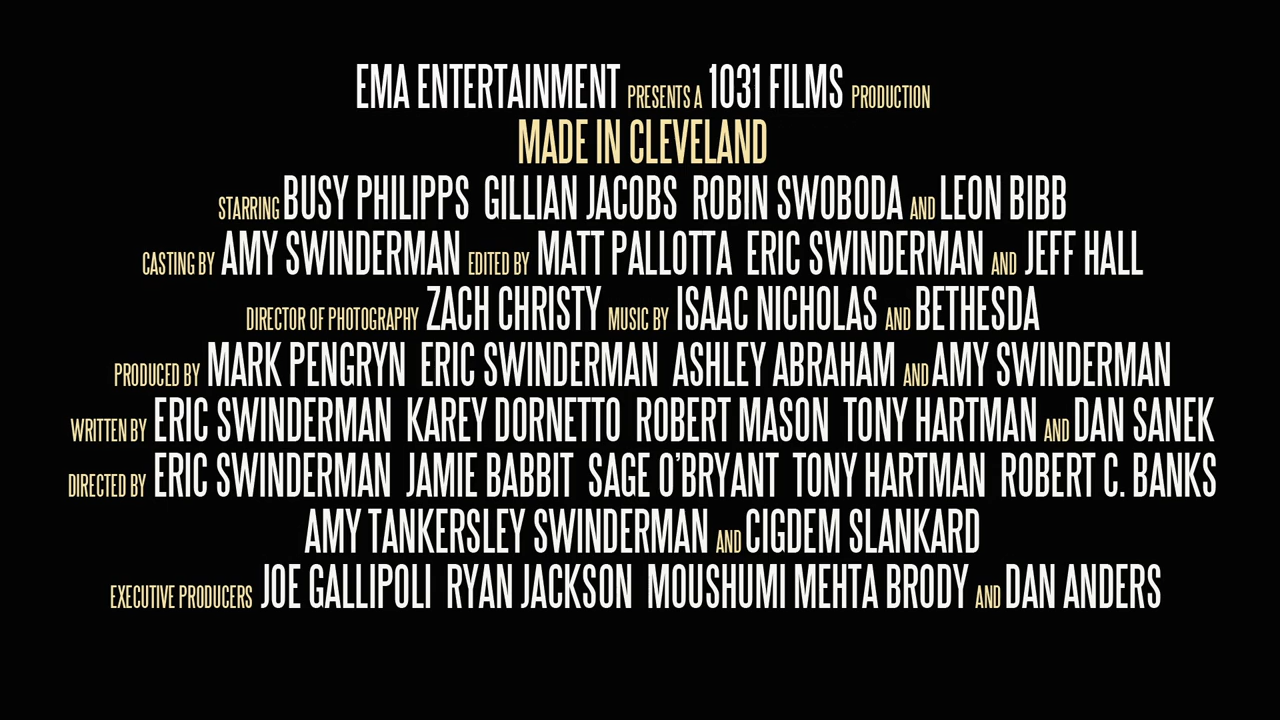 EMA ENTERTAINMENT PRESENTS A 1031 FILMS PRODUCTION
MADE IN CLEVELAND
STARRING BUSY PHILIPPS GILLIAN JACOBS ROBIN SWOBODA AND LEON BIBB
CASTING BY AMY SWINDERMAN EDITED BY MATT PALLOTTA ERIC SWINDERMAN AND JEFF HALL
DIRECTOR OF PHOTOGRAPHY ZACH CHRISTY MUSIC BY ISAAC NICHOLAS AND BETHESDA
PRODUCED BY MARK PENGRYN ERIC SWINDERMAN ASHLEY ABRAHAM AND AMY SWINDERMAN
WRITTEN BY ERIC SWINDERMAN KAREY DORNETTO ROBERT MASON TONY HARTMAN AND DAN SANEK
DIRECTED BY ERIC SWINDERMAN JAMIE BABBIT SAGE O'BRYANT TONY HARTMAN ROBERT C. BANKS
AMY TANKERSLEY SWINDERMAN AND CIGDEM SLANKARD
EXECUTIVE PRODUCERS JOE GALLIPOLI RYAN JACKSON MOUSHUMI MEHTA BRODY AND DAN ANDERS